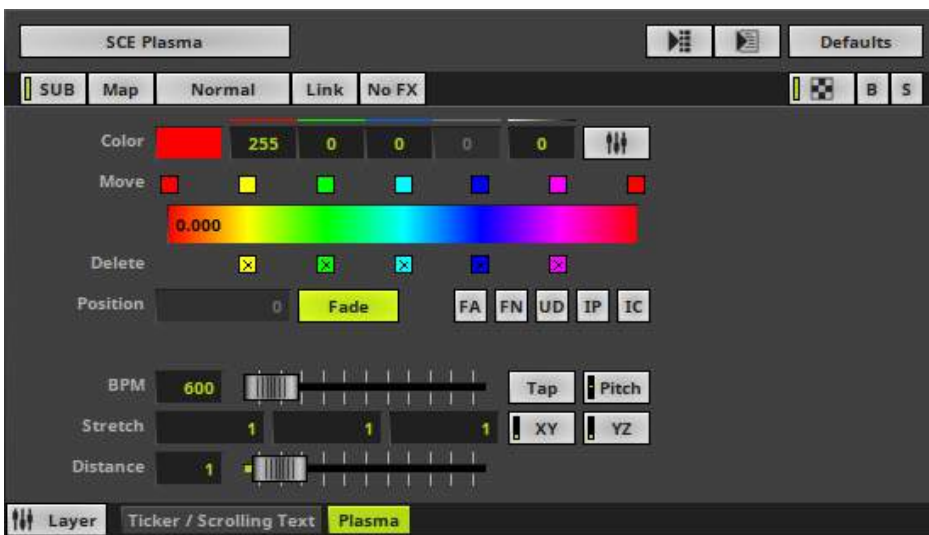 SCE Plasma Defaults
SUB Map Normal Link No FX B S
Color 255 0 0 0 0
Move
0.000
Delete
Position 0 Fade FA FN UD IP IC
BPM 600 Tap Pitch
Stretch 1 1 1 XY YZ
Distance 1
Layer Ticker / Scrolling Text Plasma